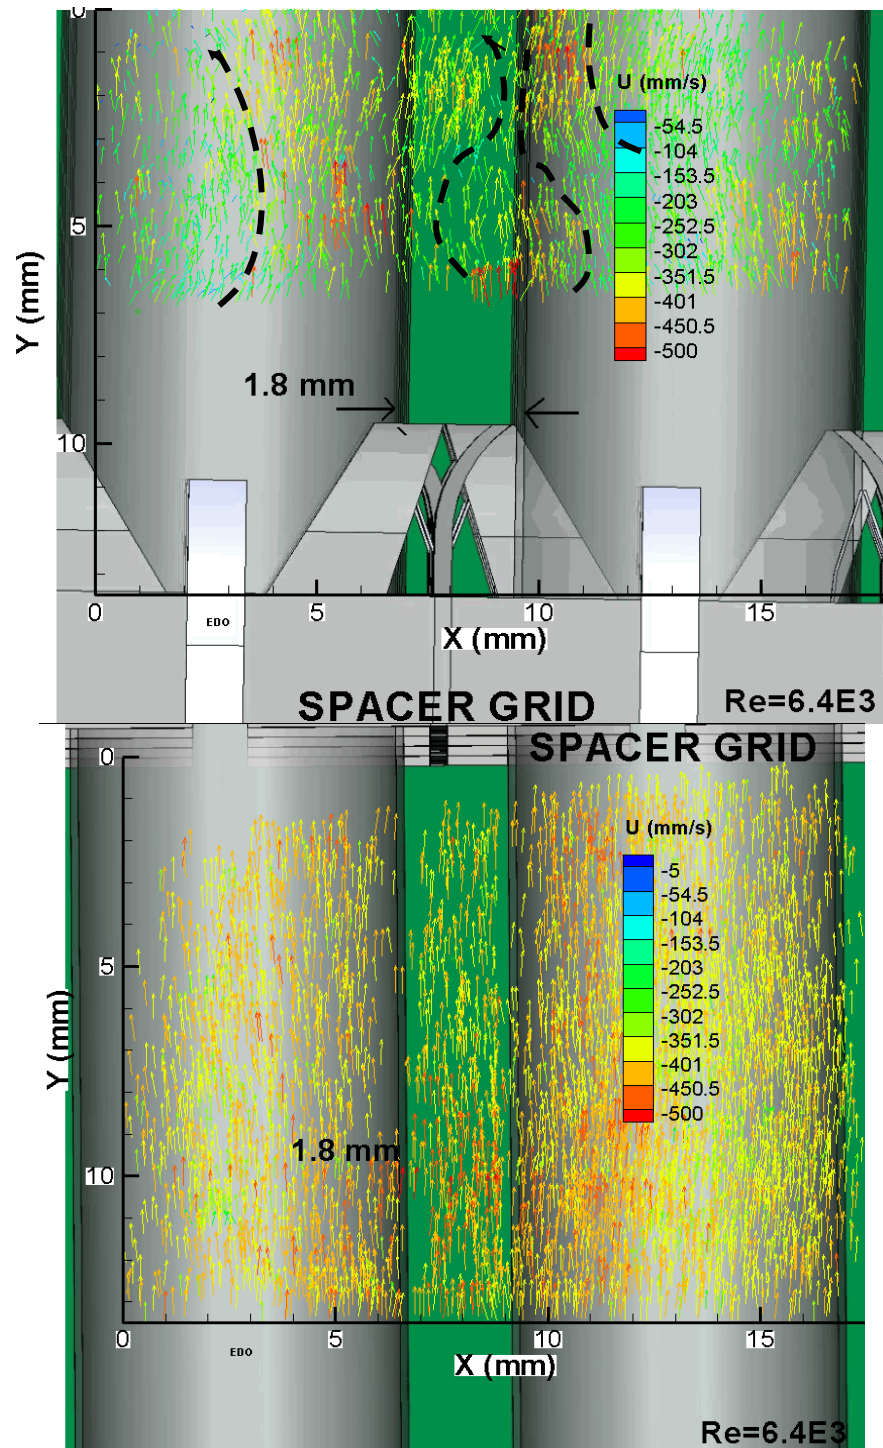 0
U (mm/s)
-54.5
-104
-153.5
-203
-252.5
-302
-351.5
-401
-450.5
-500
5
Y (mm)
1.8 mm
10
0
5
10
15
EDO
X (mm)
SPACER GRID
Re=6.4E3
SPACER GRID
0
U (mm/s)
-5
-54.5
-104
-153.5
-203
-252.5
-302
-351.5
-401
-450.5
-500
5
Y (mm)
1.8 mm
10
0
5
10
15
EDO
X (mm)
Re=6.4E3